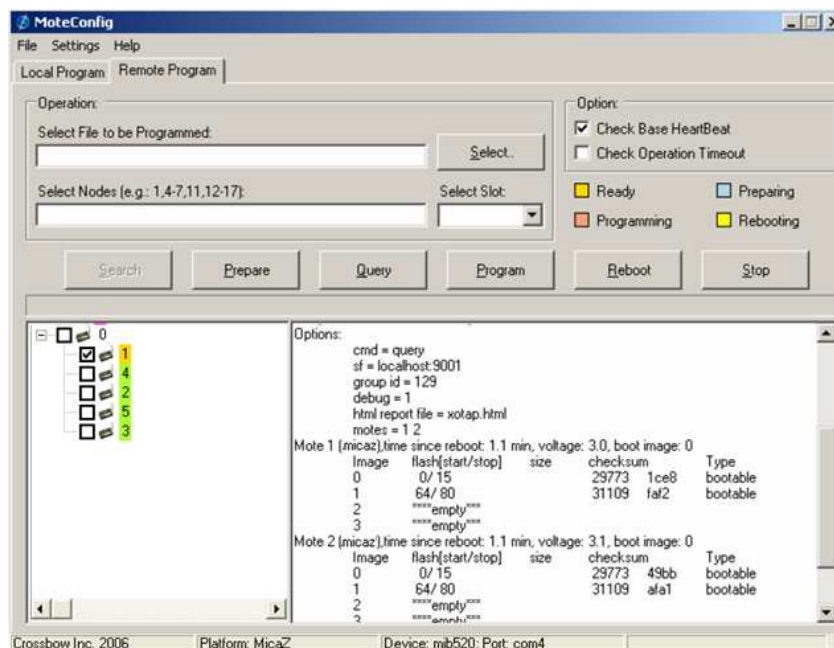 MoteConfig
File Settings Help
Local Program Remote Program
Operation:
Select File to be Programmed:
Select..
Select Nodes (e.g.: 1,4-7,11,12-17):
Select Slot:
Option:
Check Base HeartBeat
Check Operation Timeout
Ready Preparing
Programming Rebooting
Search Prepare Query Program Reboot Stop
0
1
4
2
5
3
Options:
cmd = query
sf = localhost:9001
group id = 129
debug = 1
html report file = xotap.html
motes = 1 2
Mote 1 (micaz),time since reboot: 1.1 min, voltage: 3.0, boot image: 0
Image flash[start/stop] size checksum Type
0 0/ 15 29773 1ce8 bootable
1 64/ 80 31109 faf2 bootable
2 ****empty***
3 ****empty***
Mote 2 (micaz),time since reboot: 1.1 min, voltage: 3.1, boot image: 0
Image flash[start/stop] size checksum Type
0 0/ 15 29773 49bb bootable
1 64/ 80 31109 afa1 bootable
2 ****empty***
3 ****empty***
Crossbow Inc. 2006 Platform: MicaZ Device: mib520; Port: com4